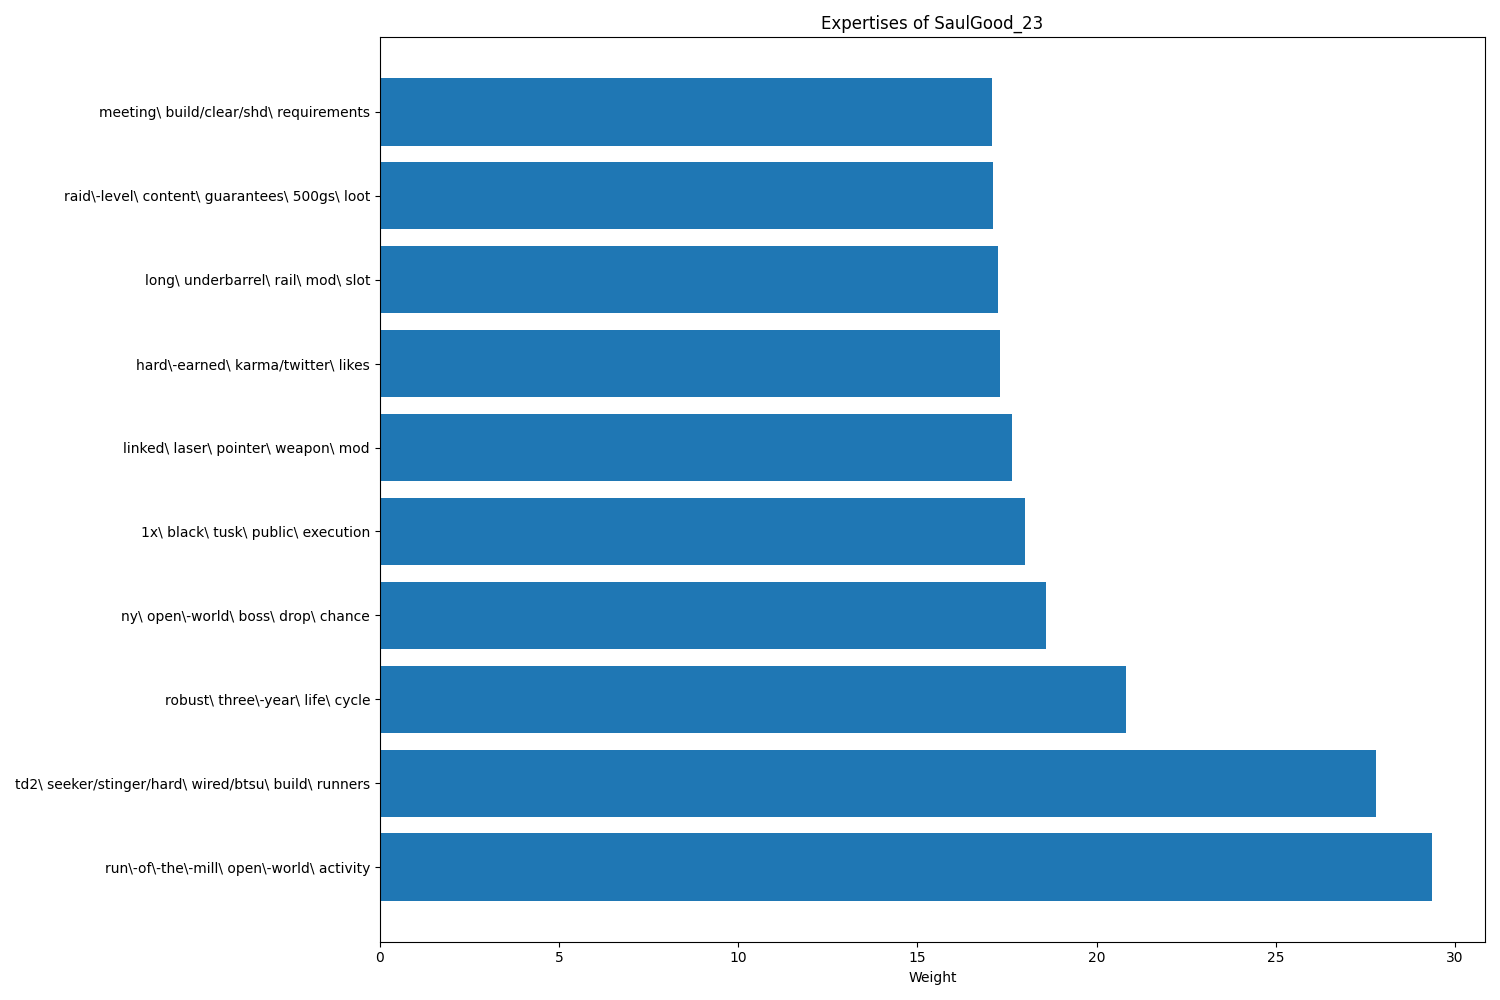 Expertises of SaulGood_23
meeting\ build/clear/shd\ requirements
raid\-level\ content\ guarantees\ 500gs\ loot
long\ underbarrel\ rail\ mod\ slot
hard\-earned\ karma/twitter\ likes
linked\ laser\ pointer\ weapon\ mod
1x\ black\ tusk\ public\ execution
ny\ open\-world\ boss\ drop\ chance
robust\ three\-year\ life\ cycle
td2\ seeker/stinger/hard\ wired/btsu\ build\ runners
run\-of\-the\-mill\ open\-world\ activity
0 5 10 15 20 25 30
Weight